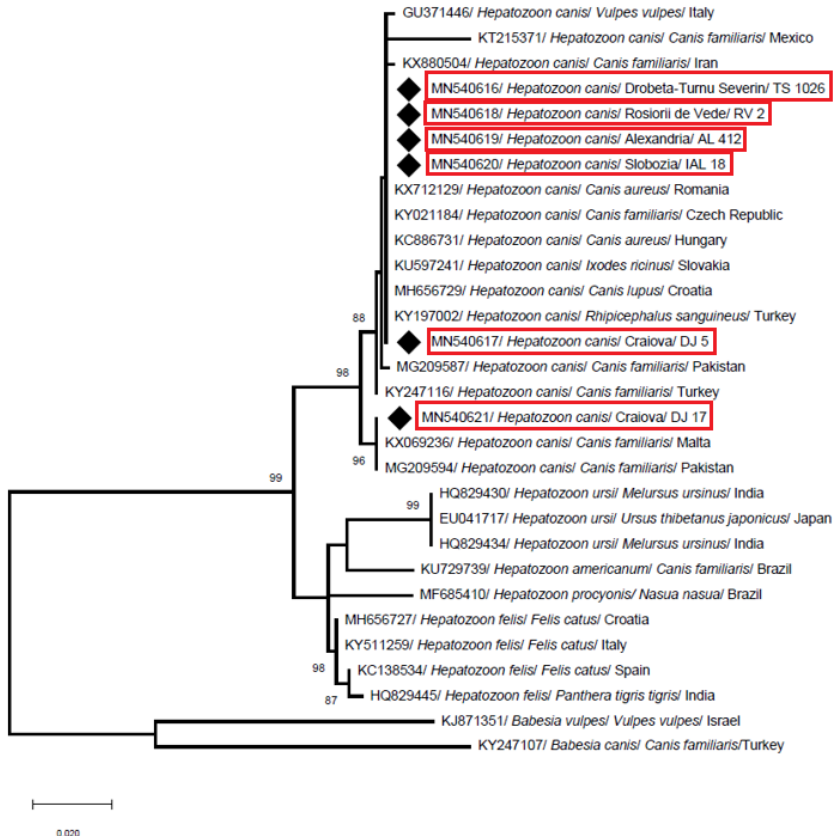 GU371446/ Hepatozoon canis/ Vulpes vulpes/ Italy
KT215371/ Hepatozoon canis/ Canis familiaris/ Mexico
KX880504/ Hepatozoon canis/ Canis familiaris/ Iran
MN540616/ Hepatozoon canis/ Drobeta-Turnu Severin/ TS 1026
MN540618/ Hepatozoon canis/ Rosiorii de Vede/ RV 2
MN540619/ Hepatozoon canis/ Alexandria/ AL 412
MN540620/ Hepatozoon canis/ Slobozia/ IAL 18
KX712129/ Hepatozoon canis/ Canis aureus/ Romania
KY021184/ Hepatozoon canis/ Canis familiaris/ Czech Republic
KC886731/ Hepatozoon canis/ Canis aureus/ Hungary
KU597241/ Hepatozoon canis/ Ixodes ricinus/ Slovakia
MH656729/ Hepatozoon canis/ Canis lupus/ Croatia
KY197002/ Hepatozoon canis/ Rhipicephalus sanguineus/ Turkey
88
MN540617/ Hepatozoon canis/ Craiova/ DJ 5
MG209587/ Hepatozoon canis/ Canis familiaris/ Pakistan
98
KY247116/ Hepatozoon canis/ Canis familiaris/ Turkey
MN540621/ Hepatozoon canis/ Craiova/ DJ 17
KX069236/ Hepatozoon canis/ Canis familiaris/ Malta
96
MG209594/ Hepatozoon canis/ Canis familiaris/ Pakistan
99
HQ829430/ Hepatozoon ursi/ Melursus ursinus/ India
99
EU041717/ Hepatozoon ursi/ Ursus thibetanus japonicus/ Japan
HQ829434/ Hepatozoon ursi/ Melursus ursinus/ India
KU729739/ Hepatozoon americanum/ Canis familiaris/ Brazil
MF685410/ Hepatozoon procyonis/ Nasua nasua/ Brazil
MH656727/ Hepatozoon felis/ Felis catus/ Croatia
KY511259/ Hepatozoon felis/ Felis catus/ Italy
98
KC138534/ Hepatozoon felis/ Felis catus/ Spain
87
HQ829445/ Hepatozoon felis/ Panthera tigris tigris/ India
KJ871351/ Babesia vulpes/ Vulpes vulpes/ Israel
KY247107/ Babesia canis/ Canis familiaris/Turkey
0.020